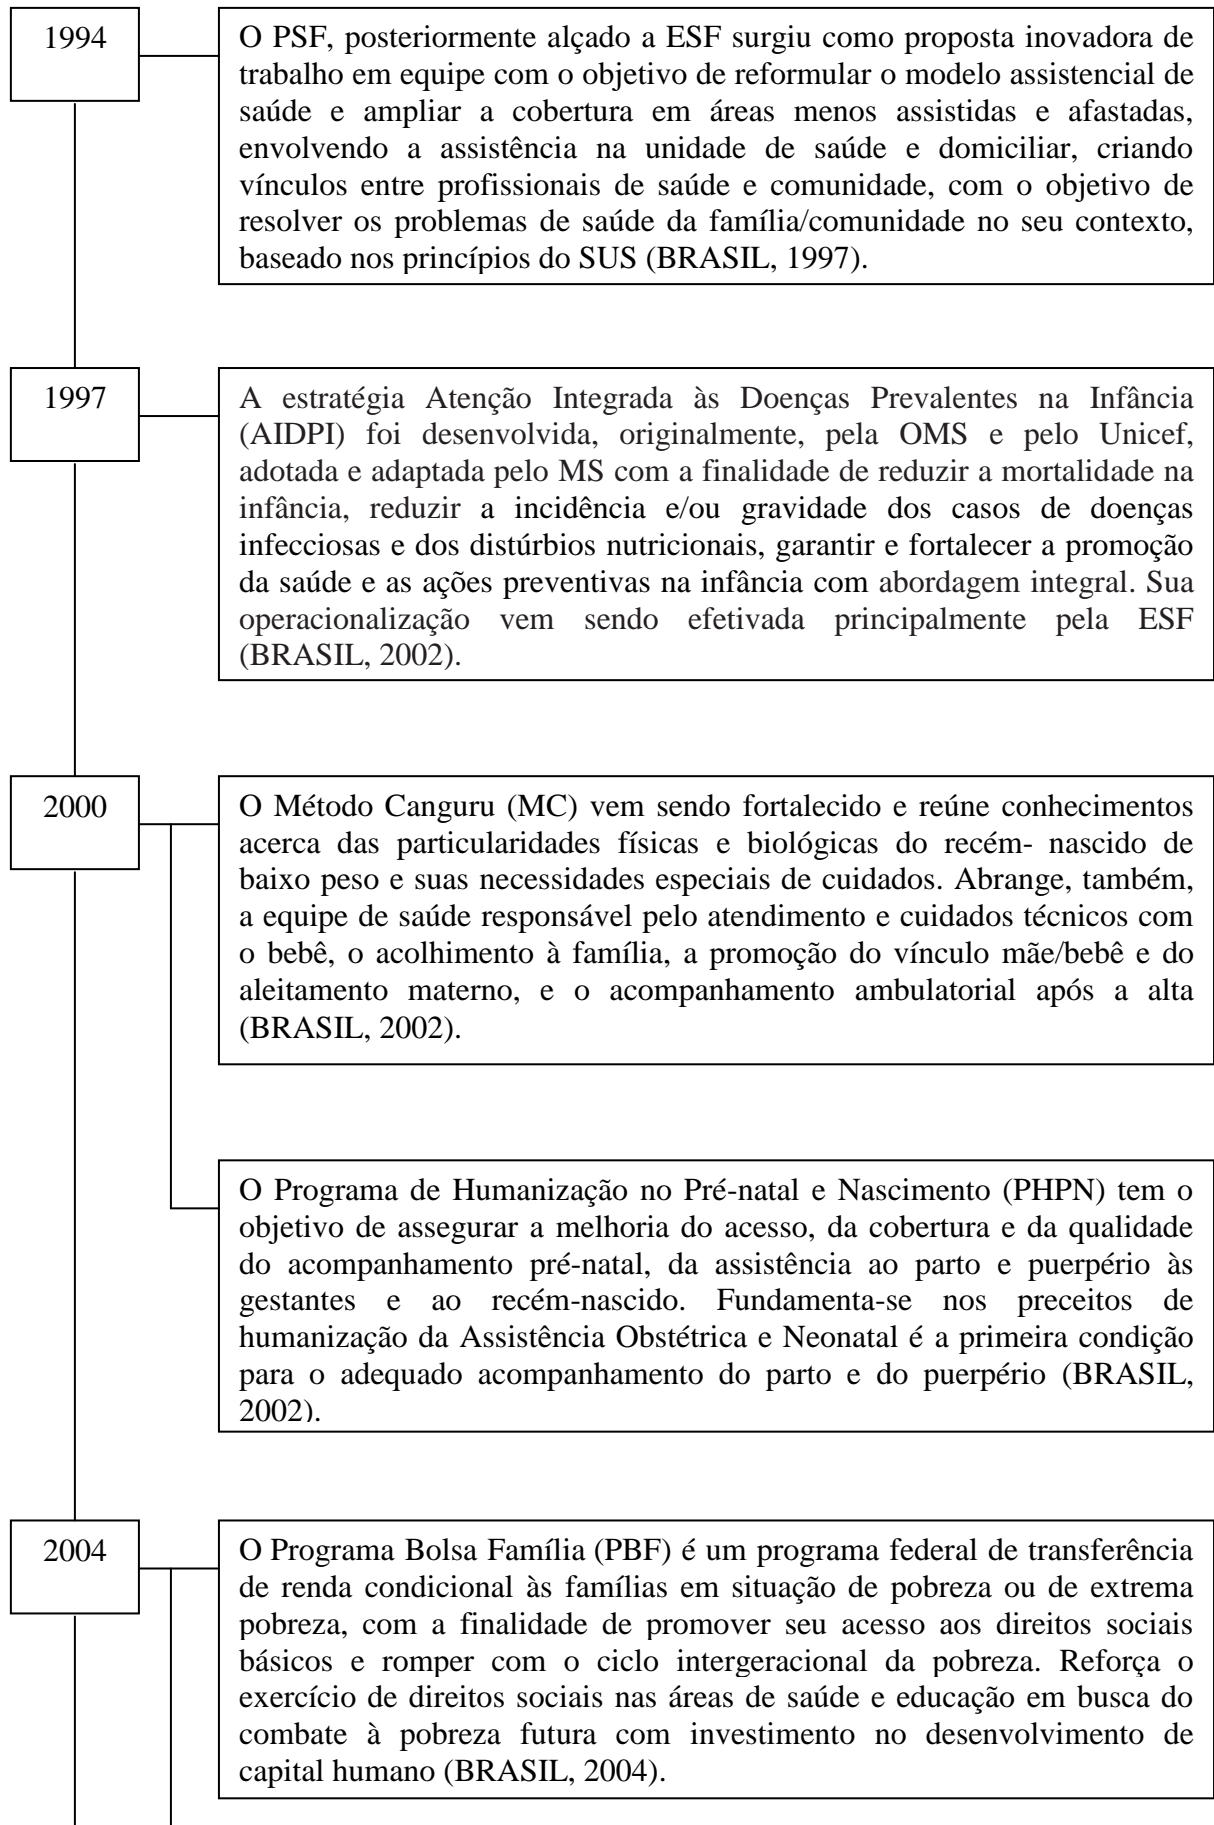 1994
O PSF, posteriormente alçado a ESF surgiu como proposta inovadora de
trabalho em equipe com o objetivo de reformular o modelo assistencial de
saúde e ampliar a cobertura em áreas menos assistidas e afastadas,
envolvendo a assistência na unidade de saúde e domiciliar, criando
vínculos entre profissionais de saúde e comunidade, com o objetivo de
resolver os problemas de saúde da família/comunidade no seu contexto,
baseado nos princípios do SUS (BRASIL, 1997).
1997
A estratégia Atenção Integrada às Doenças Prevalentes na Infância
(AIDPI) foi desenvolvida, originalmente, pela OMS e pelo Unicef,
adotada e adaptada pelo MS com a finalidade de reduzir a mortalidade na
infância, reduzir a incidência e/ou gravidade dos casos de doenças
infecciosas e dos distúrbios nutricionais, garantir e fortalecer a promoção
da saúde e as ações preventivas na infância com abordagem integral. Sua
operacionalização vem sendo efetivada principalmente pela ESF
(BRASIL, 2002).
2000
O Método Canguru (MC) vem sendo fortalecido e reúne conhecimentos
acerca das particularidades físicas e biológicas do recém- nascido de
baixo peso e suas necessidades especiais de cuidados. Abrange, também,
a equipe de saúde responsável pelo atendimento e cuidados técnicos com
o bebê, o acolhimento à família, a promoção do vínculo mãe/bebê e do
aleitamento materno, e o acompanhamento ambulatorial após a alta
(BRASIL, 2002).
O Programa de Humanização no Pré-natal e Nascimento (PHPN) tem o
objetivo de assegurar a melhoria do acesso, da cobertura e da qualidade
do acompanhamento pré-natal, da assistência ao parto e puerpério às
gestantes e ao recém-nascido. Fundamenta-se nos preceitos de
humanização da Assistência Obstétrica e Neonatal é a primeira condição
para o adequado acompanhamento do parto e do puerpério (BRASIL,
2002).
2004
O Programa Bolsa Família (PBF) é um programa federal de transferência
de renda condicional às famílias em situação de pobreza ou de extrema
pobreza, com a finalidade de promover seu acesso aos direitos sociais
básicos e romper com o ciclo intergeracional da pobreza. Reforça o
exercício de direitos sociais nas áreas de saúde e educação em busca do
combate à pobreza futura com investimento no desenvolvimento de
capital humano (BRASIL, 2004).